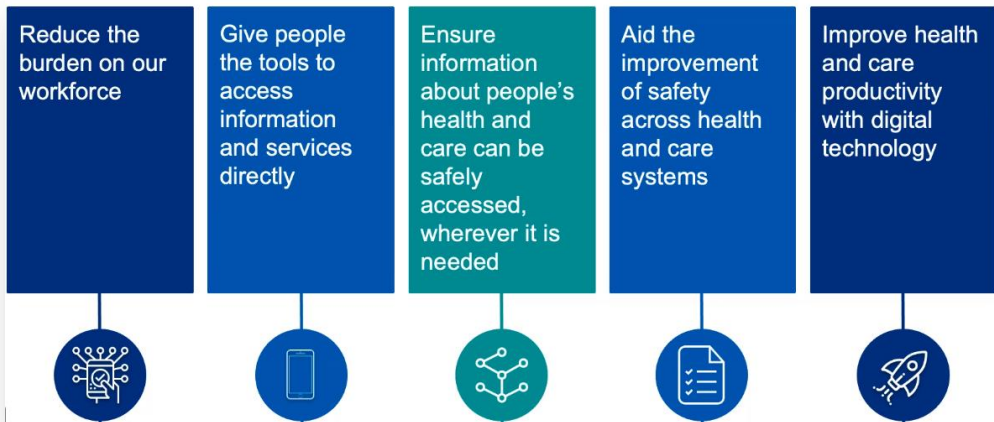 Reduce the
burden on our
workforce
Give people
the tools to
access
information
and services
directly
Ensure
information
about people’s
health and
care can be
safely
accessed,
wherever it is
needed
Aid the
improvement
of safety
across health
and care
systems
Improve health
and care
productivity
with digital
technology